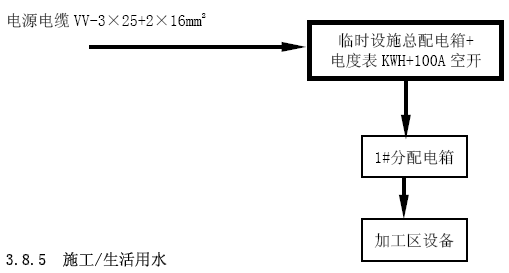 电源电缆 VV-3×25+2×16mm²
临时设施总配电箱+
电度表 KWH+100A 空开
1#分配电箱
加工区设备
3.8.5 施工/生活用水